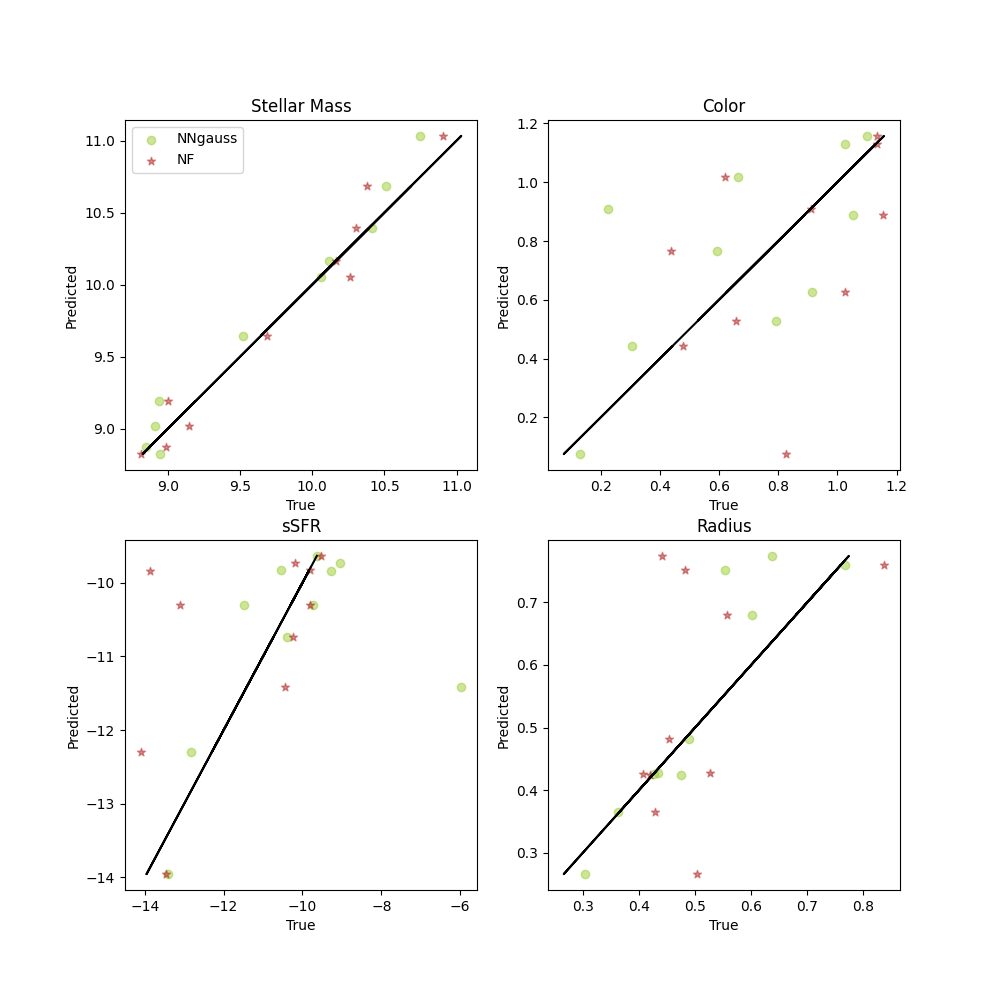 Stellar Mass
NNgauss
NF
11.0
10.5
10.0
9.5
9.0
Predicted
9.0 9.5 10.0 10.5 11.0
True
Color
1.2
1.0
0.8
0.6
0.4
0.2
Predicted
0.2 0.4 0.6 0.8 1.0 1.2
True
sSFR
−10
−11
−12
−13
−14
Predicted
−14 −12 −10 −8 −6
True
Radius
0.7
0.6
0.5
0.4
0.3
Predicted
0.3 0.4 0.5 0.6 0.7 0.8
True